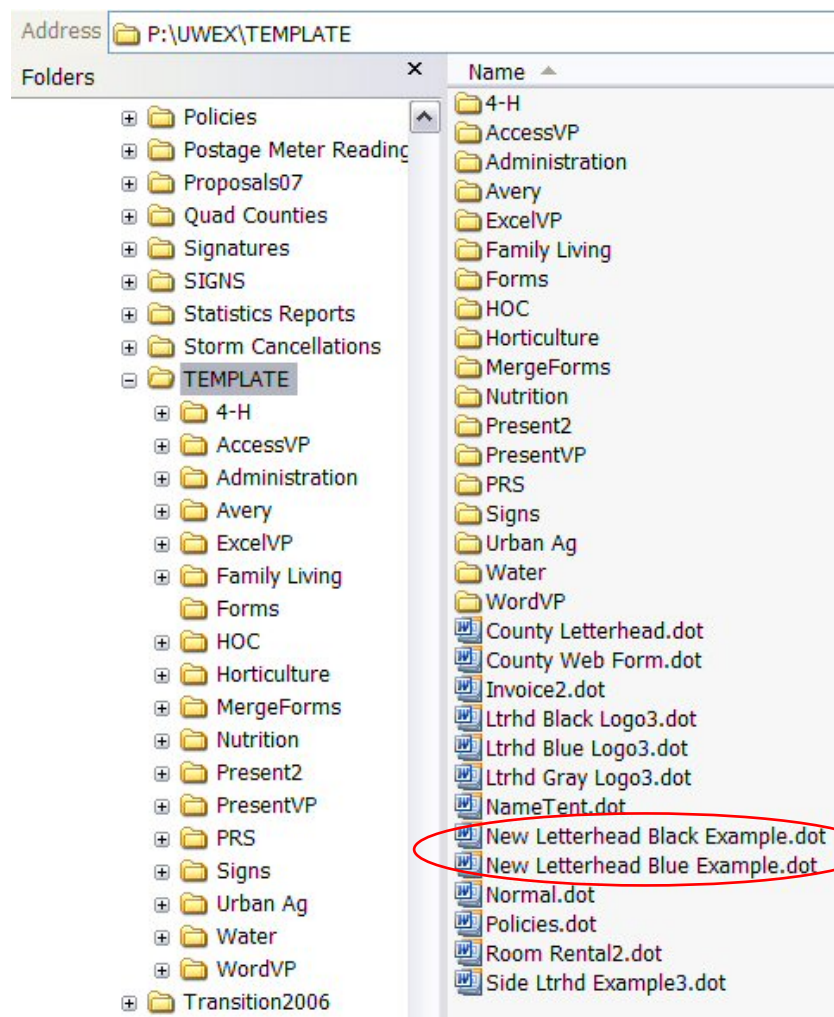 Address P:\UWEX\TEMPLATE
Folders
Policies
Postage Meter Reading
Proposals07
Quad Counties
Signatures
SIGNS
Statistics Reports
Storm Cancellations
TEMPLATE
4-H
AccessVP
Administration
Avery
ExcelVP
Family Living
Forms
HOC
Horticulture
MergeForms
Nutrition
Present2
PresentVP
PRS
Signs
Urban Ag
Water
WordVP
Transition2006
Name
4-H
AccessVP
Administration
Avery
ExcelVP
Family Living
Forms
HOC
Horticulture
MergeForms
Nutrition
Present2
PresentVP
PRS
Signs
Urban Ag
Water
WordVP
County Letterhead.dot
County Web Form.dot
Invoice2.dot
Ltrhd Black Logo3.dot
Ltrhd Blue Logo3.dot
Ltrhd Gray Logo3.dot
NameTent.dot
New Letterhead Black Example.dot
New Letterhead Blue Example.dot
Normal.dot
Policies.dot
Room Rental2.dot
Side Ltrhd Example3.dot